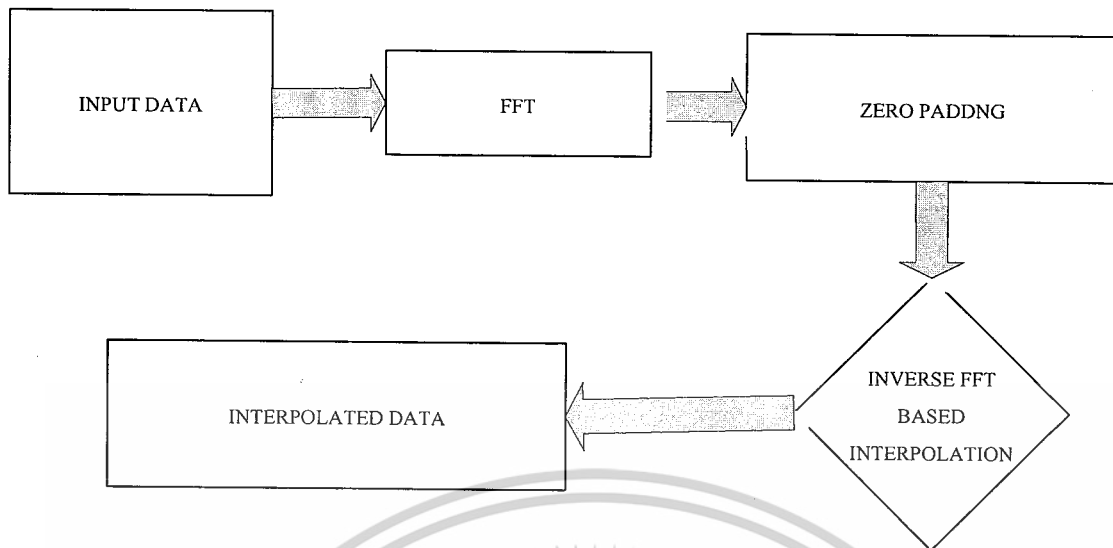 INPUT DATA
FFT
ZERO PADDNG
INVERSE FFT
BASED
INTERPOLATION
INTERPOLATED DATA